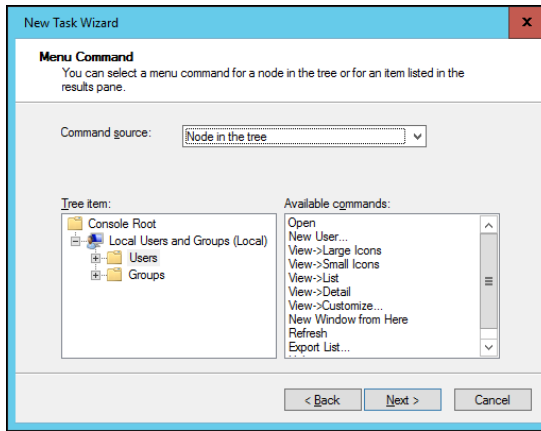 New Task Wizard
x
Menu Command
You can select a menu command for a node in the tree or for an item listed in the
results pane.
Command source:
Node in the tree
Tree item:
Console Root
Local Users and Groups (Local)
Users
Groups
Available commands:
Open
New User...
View->Large Icons
View->Small Icons
View->List
View->Detail
View->Customize...
New Window from Here
Refresh
Export List...
< Back
Next >
Cancel